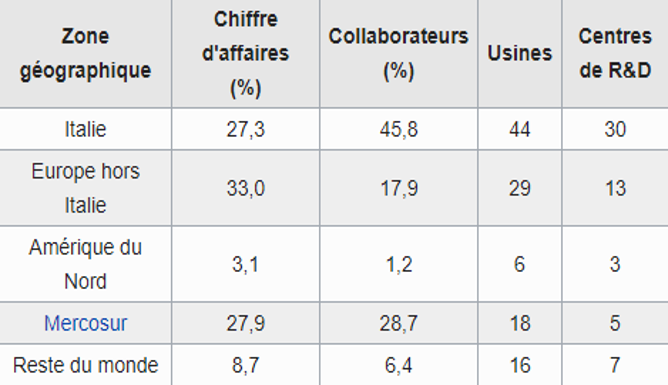 Zone géographique | Chiffre d'affaires (%) | Collaborateurs (%) | Usines | Centres de R&D
Italie | 27,3 | 45,8 | 44 | 30
Europe hors Italie | 33,0 | 17,9 | 29 | 13
Amérique du Nord | 3,1 | 1,2 | 6 | 3
Mercosur | 27,9 | 28,7 | 18 | 5
Reste du monde | 8,7 | 6,4 | 16 | 7